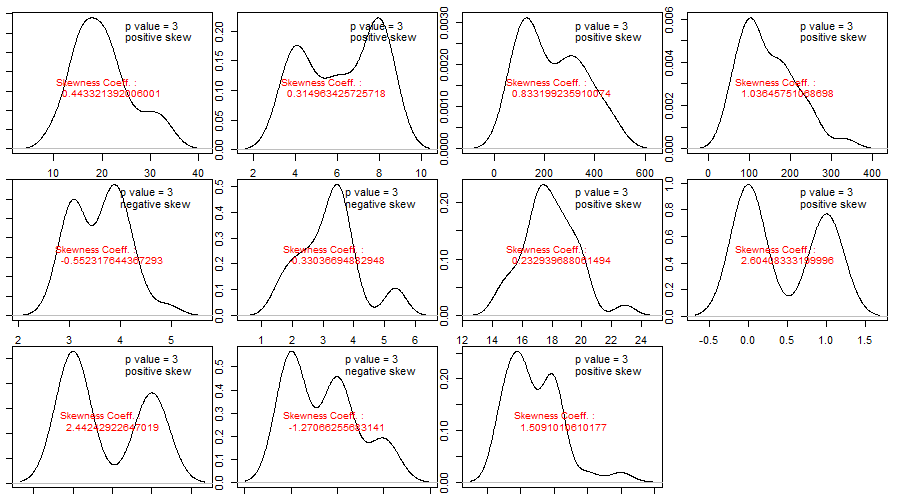 p value = 3
positive skew
Skewness Coeff. :
0.443321392006001
10 20 30 40
p value = 3
positive skew
Skewness Coeff. :
0.314963425725718
0.00 0.05 0.10 0.15 0.20
2 4 6 8 10
p value = 3
positive skew
Skewness Coeff. :
0.833199235910074
0.0000 0.0010 0.0020 0.0030
0 200 400 600
p value = 3
positive skew
Skewness Coeff. :
0.000 0.002 0.004 0.006
0 100 200 300 400
p value = 3
negative skew
Skewness Coeff. :
-0.552317644367293
2 3 4 5
p value = 3
negative skew
Skewness Coeff. :
0.0 0.1 0.2 0.3 0.4 0.5
1 2 3 4 5 6
p value = 3
positive skew
Skewness Coeff. :
0.232939688061494
0.00 0.10 0.20
12 14 16 18 20 22 24
p value = 3
positive skew
Skewness Coeff. :
2.60408333199996
0.0 0.2 0.4 0.6 0.8 1.0
-0.5 0.0 0.5 1.0 1.5
p value = 3
positive skew
Skewness Coeff. :
2.44242922647019
p value = 3
negative skew
Skewness Coeff. :
-1.27066255683141
0.0 0.1 0.2 0.3 0.4 0.5
p value = 3
positive skew
Skewness Coeff. :
1.5091010610177
0.00 0.10 0.20